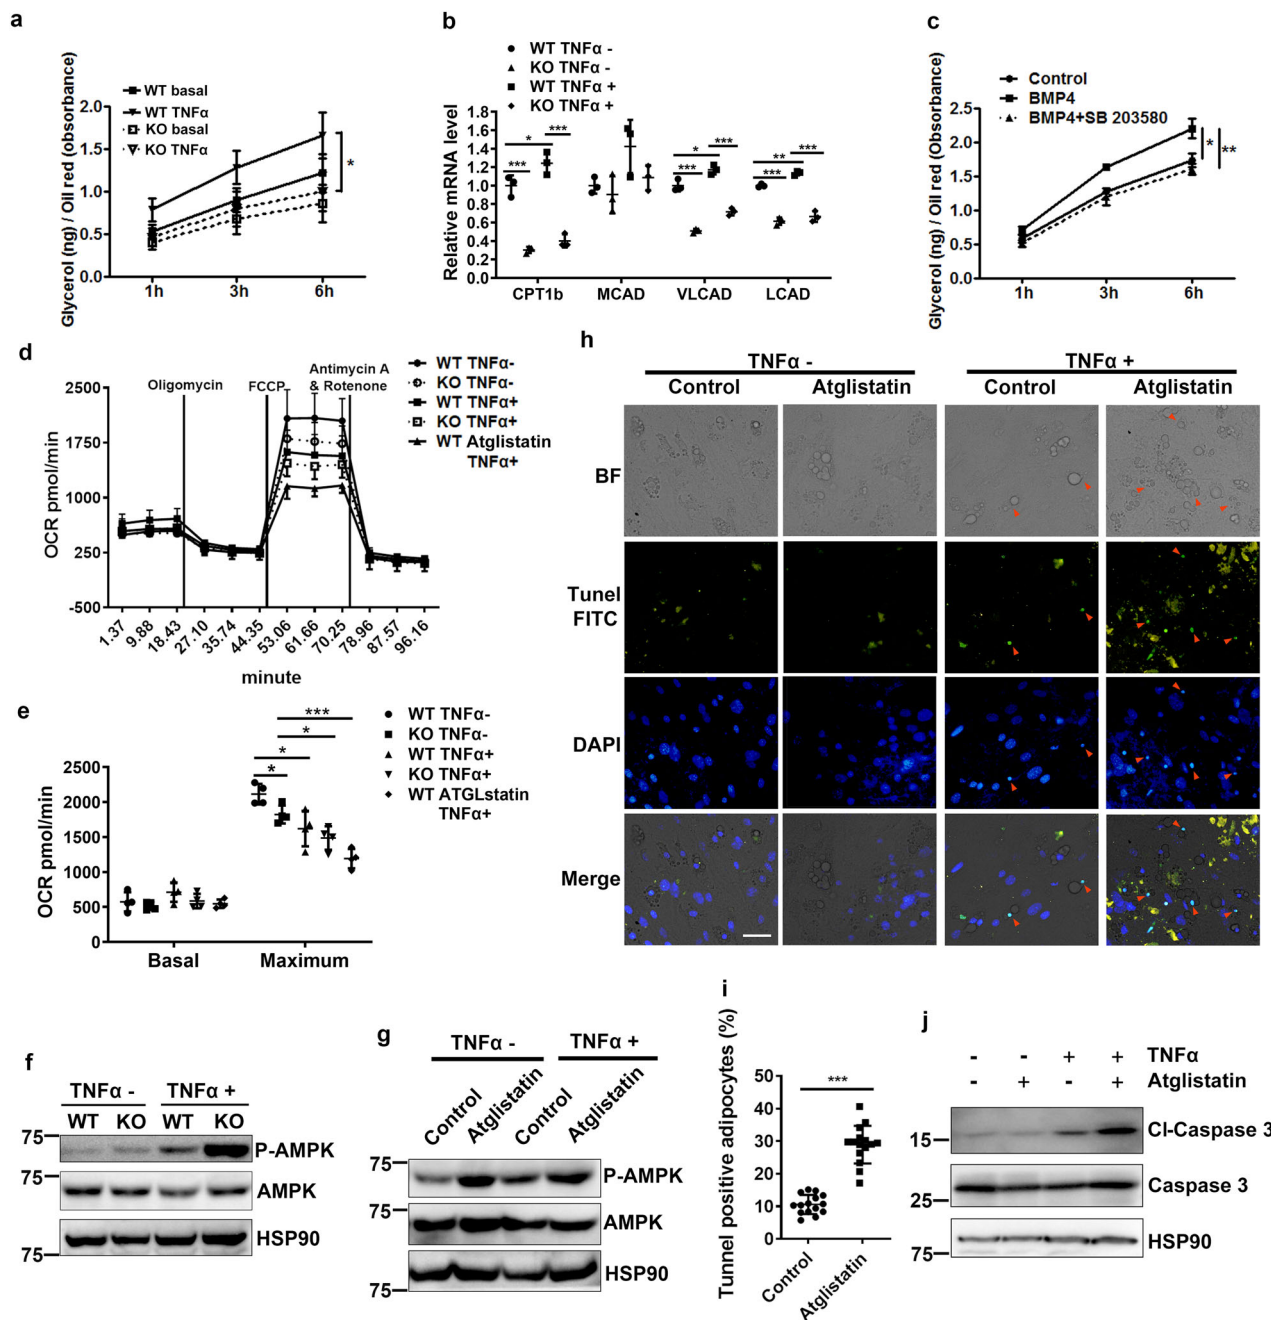 a
WT basal
WT TNFα
KO basal
KO TNFα
Glycerol (ng) / Oil red (obsorbance)
2.0
1.5
1.0
0.5
0.0
*
1h
3h
6h
b
WT TNFα -
KO TNFα -
WT TNFα +
KO TNFα +
Relative mRNA level
1.8
1.6
1.4
1.2
1.0
0.8
0.6
0.4
0.2
0
* *** * *** ** ***
*** *** ***
CPT1b
MCAD
VLCAD
LCAD
c
Control
BMP4
BMP4+SB 203580
Glycerol (ng) / Oil red (Obsorbance)
2.5
2.0
1.5
1.0
0.5
0.0
* **
1h
3h
6h
d
WT TNFα-
KO TNFα-
WT TNFα+
KO TNFα+
WT Atglistatin
TNFα+
Oligomycin
FCCP
Antimycin A
& Rotenone
OCR pmol/min
2500
1750
1000
250
-500
1.37
9.88
18.43
27.10
35.74
44.35
53.06
61.66
70.25
78.96
87.57
96.16
minute
e
WT TNFα-
KO TNFα-
WT TNFα+
KO TNFα+
WT ATGLstatin
TNFα+
OCR pmol/min
2500
2000
1500
1000
500
0
***
*
*
*
Basal
Maximum
h
TNFα -
TNFα +
Control
Atglistatin
Control
Atglistatin
BF
Tunel
FITC
DAPI
Merge
f
TNFα -
TNFα +
WT
KO
WT
KO
75
P-AMPK
AMPK
HSP90
75
g
TNFα -
TNFα +
Control
Atglistatin
Control
Atglistatin
75
P-AMPK
AMPK
HSP90
75
i
Tunnel positive adipocytes (%)
50
40
30
20
10
0
***
Control
Atglistatin
j
- - + + TNFα
- + - + Atglistatin
15
Cl-Caspase 3
25
Caspase 3
75
HSP90